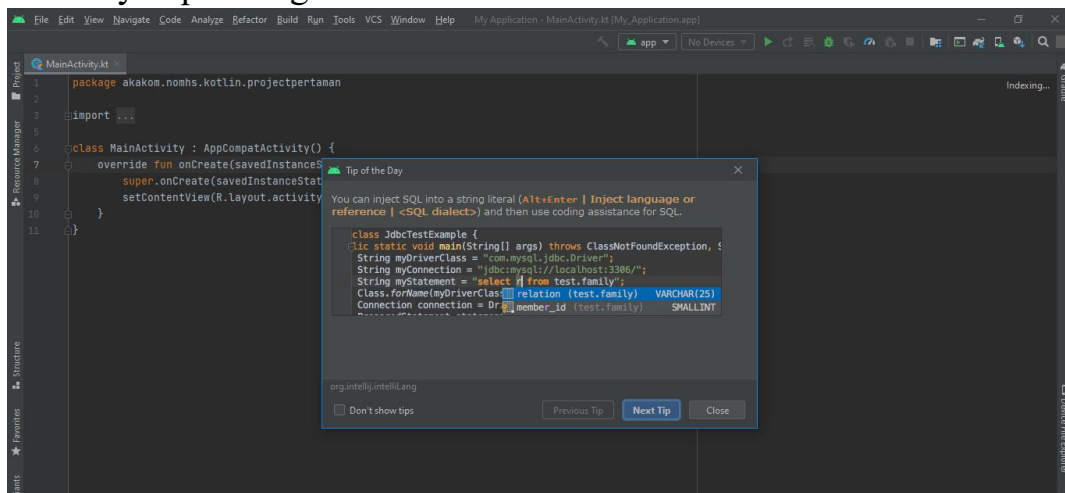 File Edit View Navigate Code Analyze Refactor Build Run Tools VCS Window Help My Application - MainActivity.kt [My_Application.app]
app No Devices
MainActivity.kt
Project
Resource Manager
Structure
Favorites
Gradle
Device File Explorer
Indexing...
1 package akakom.nomhs.kotlin.projectpertaman
2
3 import ...
5
6 class MainActivity : AppCompatActivity() {
7 override fun onCreate(savedInstanceS
8 super.onCreate(savedInstanceStat
9 setContentView(R.layout.activity
10 }
11 }
Tip of the Day
You can inject SQL into a string literal (Alt+Enter | Inject language or
reference | <SQL dialect>) and then use coding assistance for SQL.
class JdbcTestExample {
lic static void main(String[] args) throws ClassNotFoundException, S
String myDriverClass = "com.mysql.jdbc.Driver";
String myConnection = "jdbc:mysql://localhost:3306/";
String myStatement = "select r from test.family";
Class.forName(myDriverClas
relation (test.family) VARCHAR(25)
Connection connection = Dr
member_id (test.family) SMALLINT
org.intellij.intelliLang
Don't show tips
Previous Tip Next Tip Close